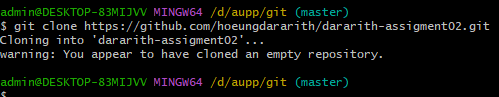 admin@DESKTOP-83MIJVV MINGW64 /d/aupp/git (master)
$ git clone https://github.com/hoeungdararith/dararith-assigment02.git
Cloning into 'dararith-assigment02'...
warning: You appear to have cloned an empty repository.
admin@DESKTOP-83MIJVV MINGW64 /d/aupp/git (master)
$